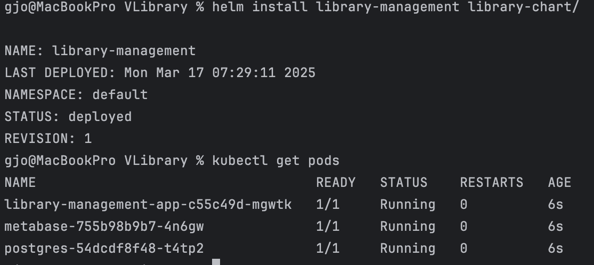 gjo@MacBookPro VLibrary % helm install library-management library-chart/
NAME: library-management
LAST DEPLOYED: Mon Mar 17 07:29:11 2025
NAMESPACE: default
STATUS: deployed
REVISION: 1
gjo@MacBookPro VLibrary % kubectl get pods
NAME READY STATUS RESTARTS AGE
library-management-app-c55c49d-mgwtk 1/1 Running 0 6s
metabase-755b98b9b7-4n6gw 1/1 Running 0 6s
postgres-54dcdf8f48-t4tp2 1/1 Running 0 6s